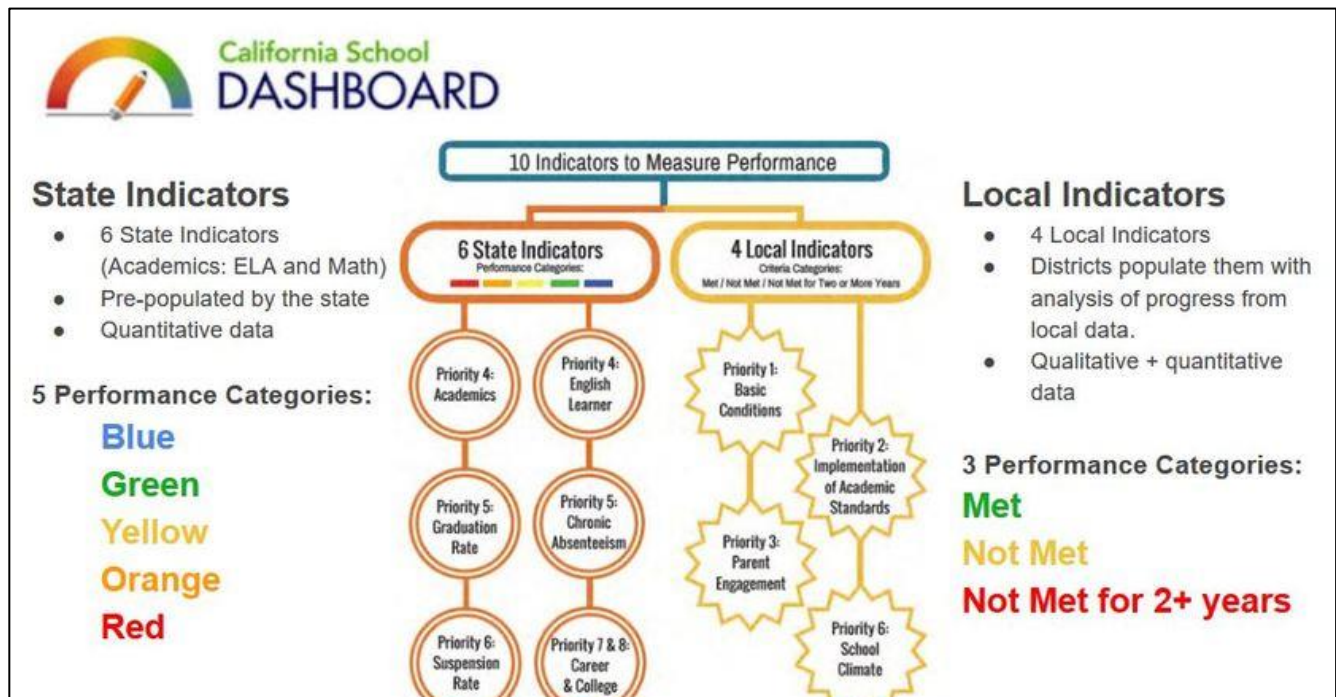 California School
DASHBOARD
10 Indicators to Measure Performance
State Indicators
● 6 State Indicators
(Academics: ELA and Math)
● Pre-populated by the state
● Quantitative data
5 Performance Categories:
Blue
Green
Yellow
Orange
Red
6 State Indicators
Performance Categories:
Priority 4:
Academics
Priority 4:
English
Learner
Priority 5:
Graduation
Rate
Priority 5:
Chronic
Absenteeism
Priority 6:
Suspension
Rate
Priority 7 & 8:
Career
& College
4 Local Indicators
Criteria Categories:
Met / Not Met / Not Met for Two or More Years
Priority 1:
Basic
Conditions
Priority 2:
Implementation
of Academic
Standards
Priority 3:
Parent
Engagement
Priority 6:
School
Climate
Local Indicators
● 4 Local Indicators
● Districts populate them with
analysis of progress from
local data.
● Qualitative + quantitative
data
3 Performance Categories:
Met
Not Met
Not Met for 2+ years